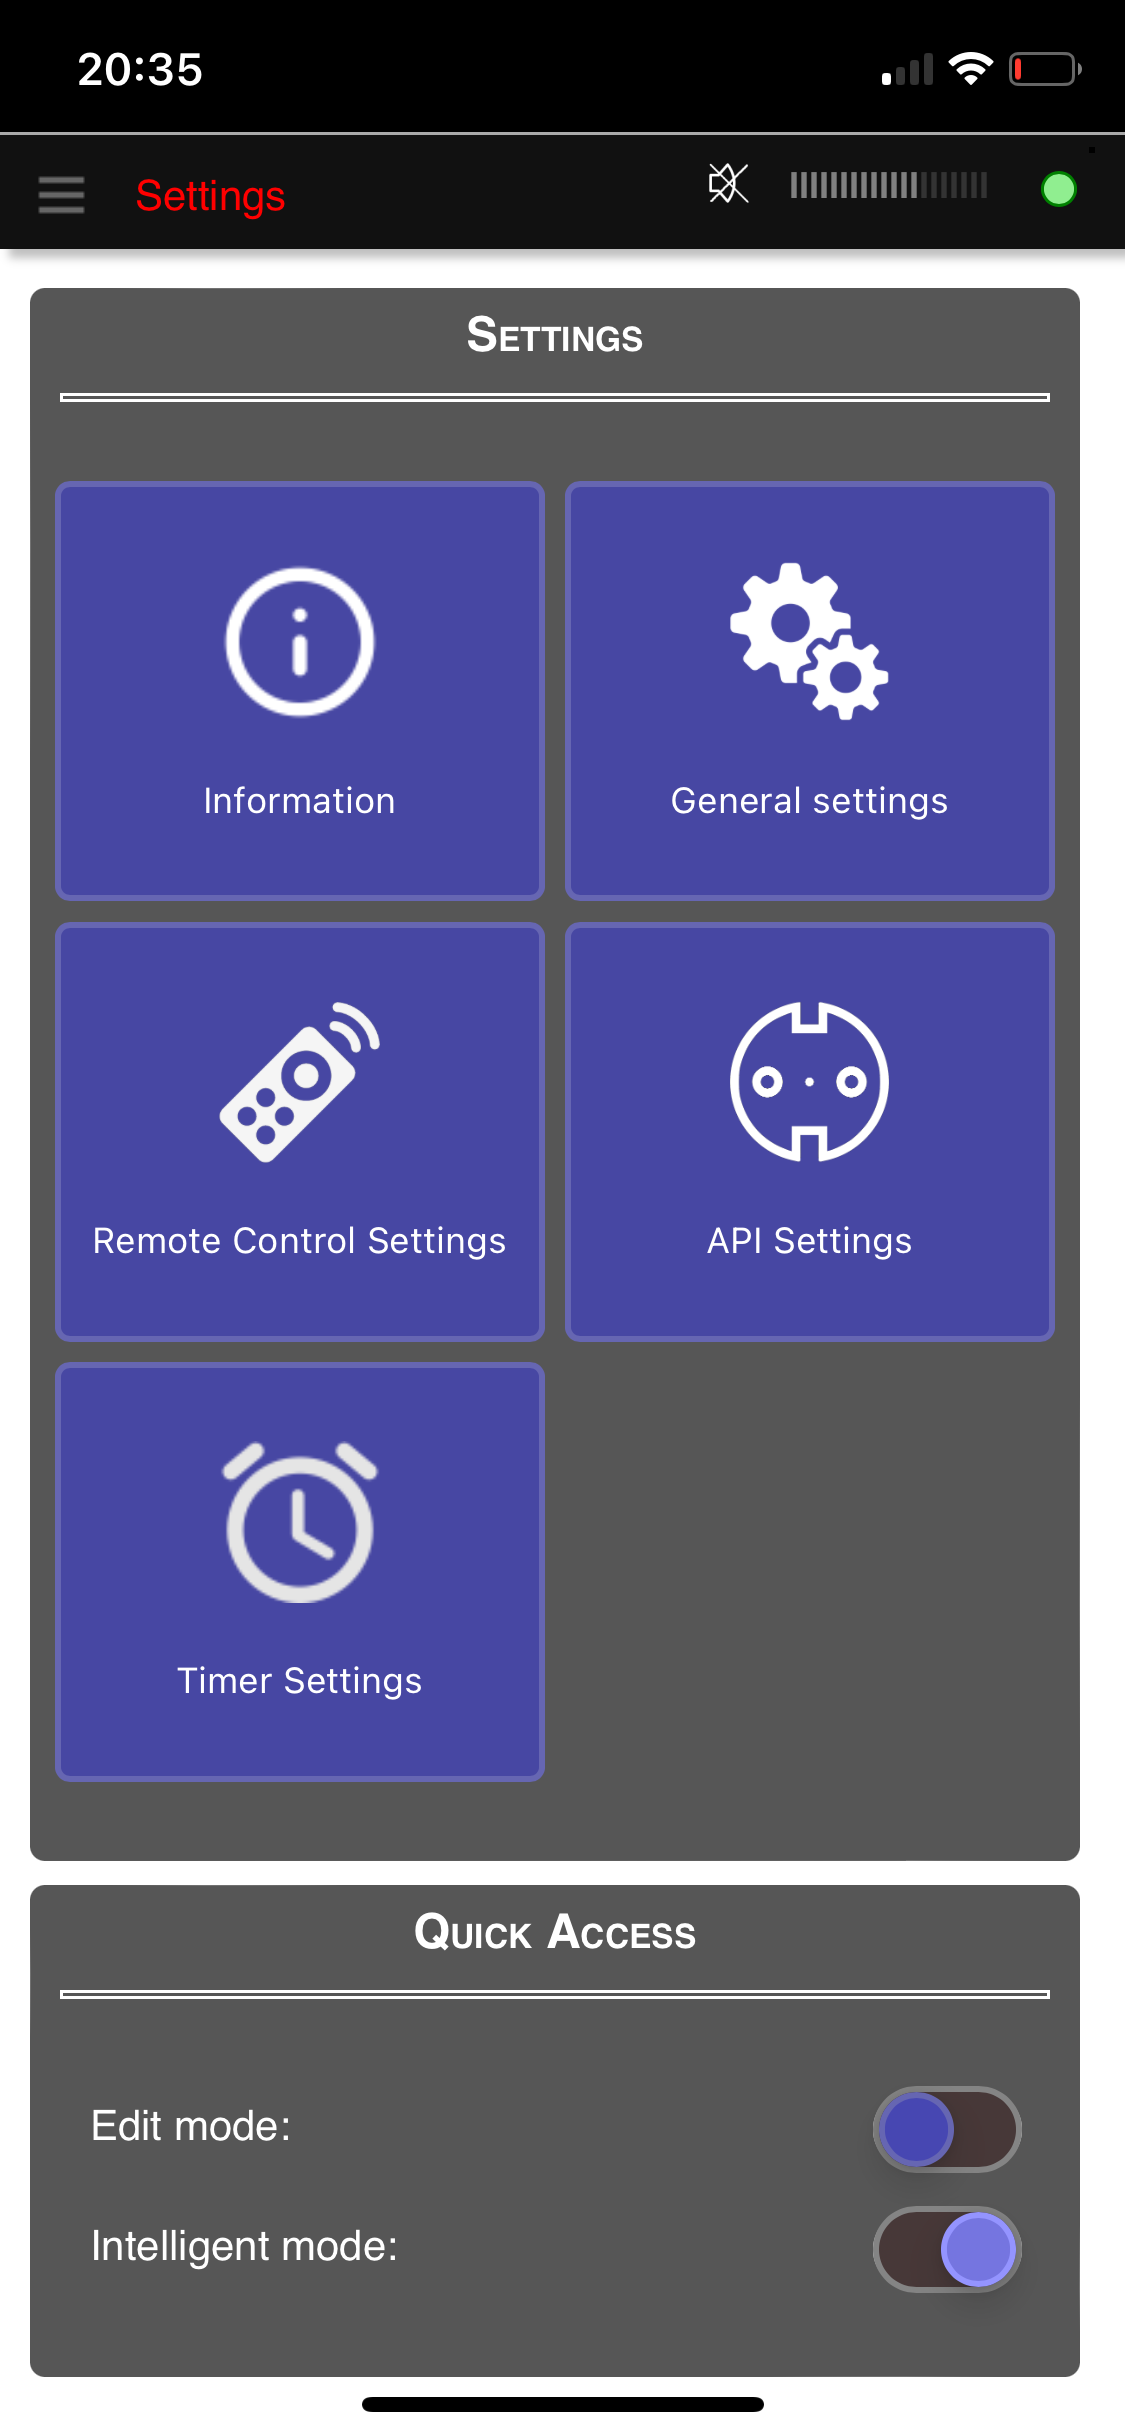 20:35
Settings
Settings
Information
General settings
Remote Control Settings
API Settings
Timer Settings
Quick Access
Edit mode:
Intelligent mode: